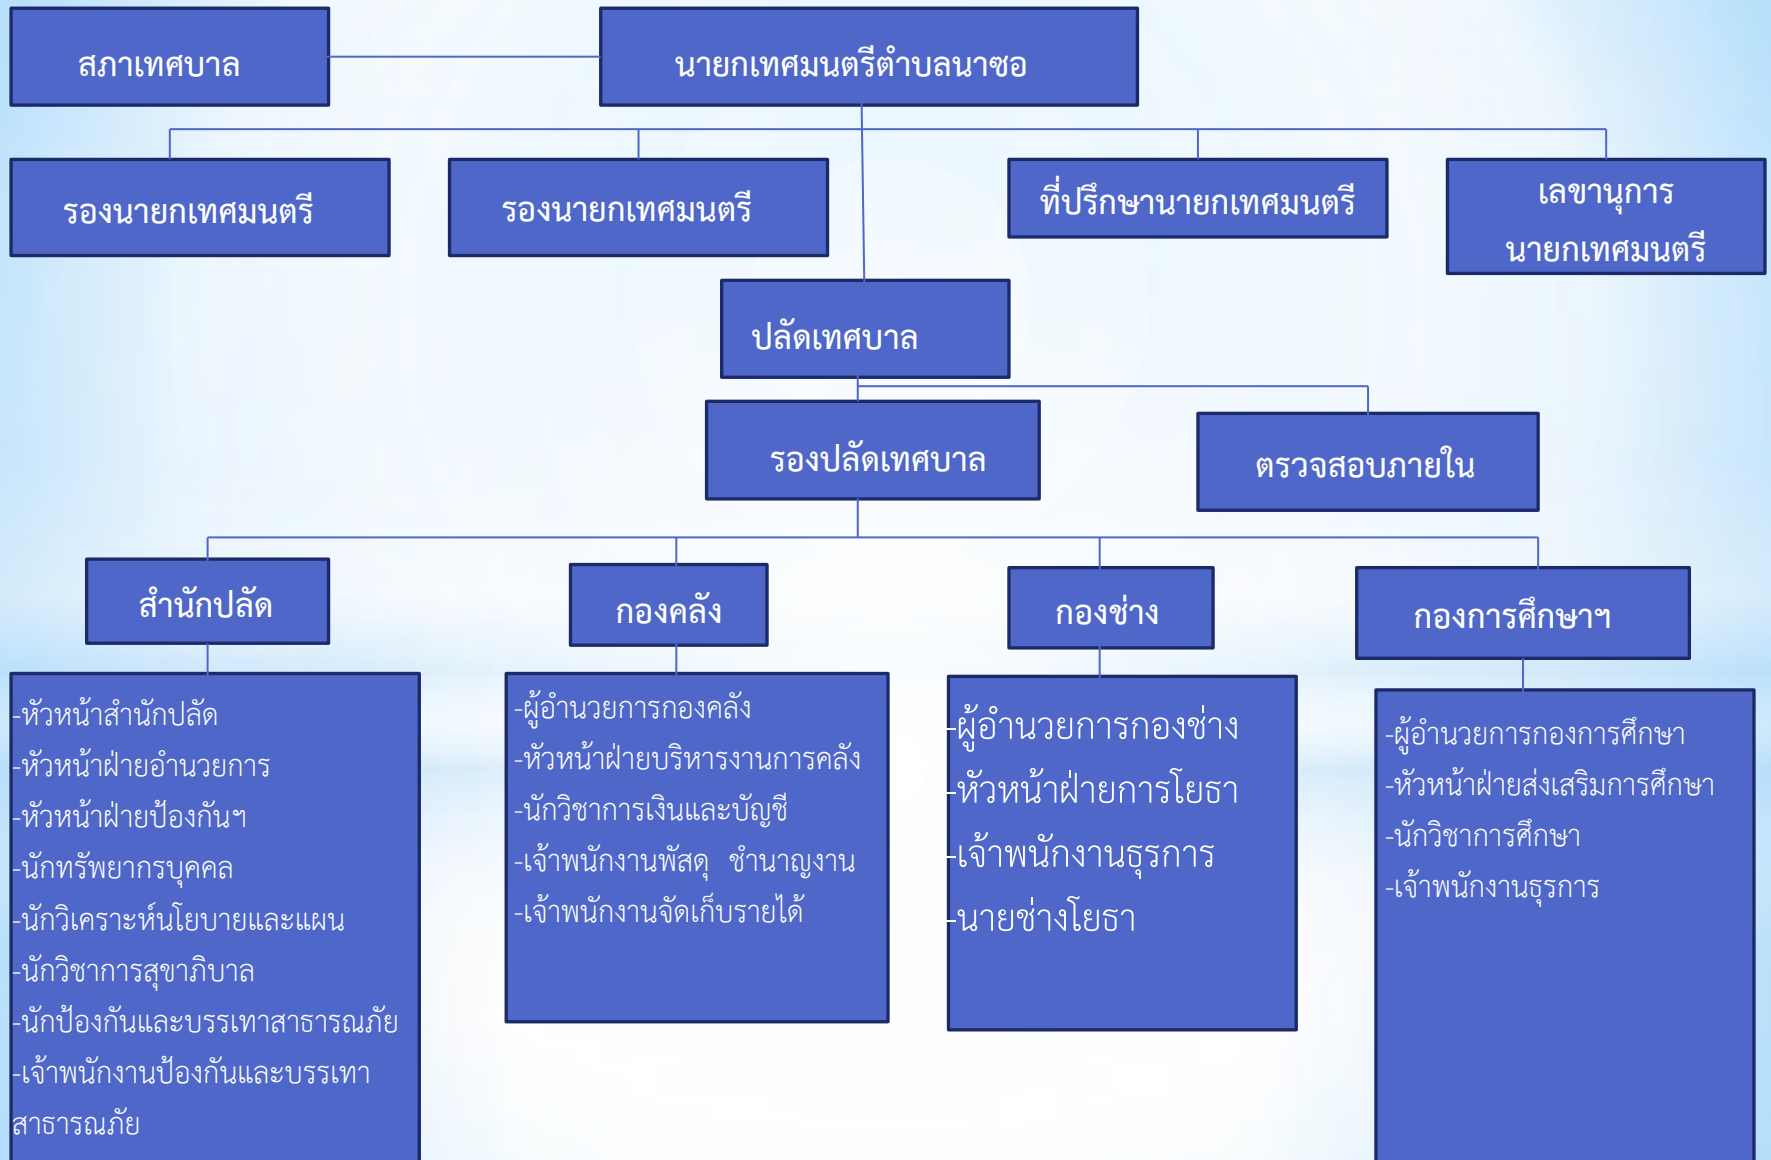 สภาเทศบาล
นายกเทศมนตรีตำบลนาซอ
รองนายกเทศมนตรี
รองนายกเทศมนตรี
ที่ปรึกษานายกเทศมนตรี
เลขานุการ
นายกเทศมนตรี
ปลัดเทศบาล
รองปลัดเทศบาล
ตรวจสอบภายใน
สำนักปลัด
กองคลัง
กองช่าง
กองการศึกษาฯ
-หัวหน้าสำนักปลัด
-หัวหน้าฝ่ายอำนวยการ
-หัวหน้าฝ่ายป้องกันฯ
-นักทรัพยากรบุคคล
-นักวิเคราะห์นโยบายและแผน
-นักวิชาการสุขาภิบาล
-นักป้องกันและบรรเทาสาธารณภัย
-เจ้าพนักงานป้องกันและบรรเทา
สาธารณภัย
-ผู้อำนวยการกองคลัง
-หัวหน้าฝ่ายบริหารงานการคลัง
-นักวิชาการเงินและบัญชี
-เจ้าพนักงานพัสดุ ชำนาญงาน
-เจ้าพนักงานจัดเก็บรายได้
-ผู้อำนวยการกองช่าง
-หัวหน้าฝ่ายการโยธา
-เจ้าพนักงานธุรการ
-นายช่างโยธา
-ผู้อำนวยการกองการศึกษา
-หัวหน้าฝ่ายส่งเสริมการศึกษา
-นักวิชาการศึกษา
-เจ้าพนักงานธุรการ